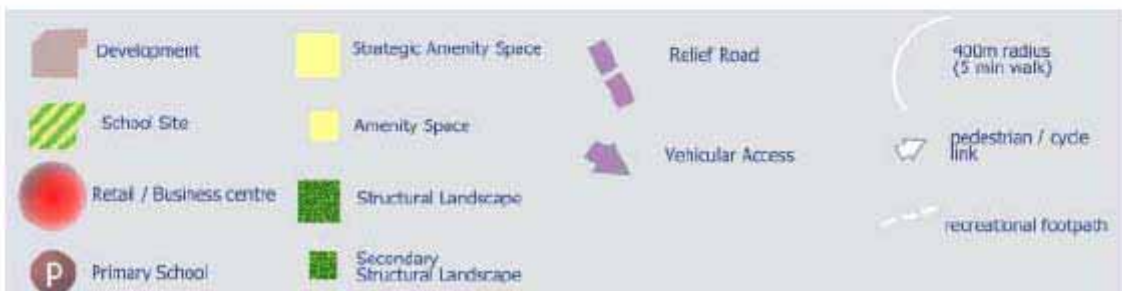 Development
School Site
Retail / Business centre
P
Primary School
Strategic Amenity Space
Amenity Space
Structural Landscape
Secondary
Structural Landscape
Relief Road
Vehicular Access
400m radius
(5 min walk)
pedestrian / cycle
link
recreational footpath